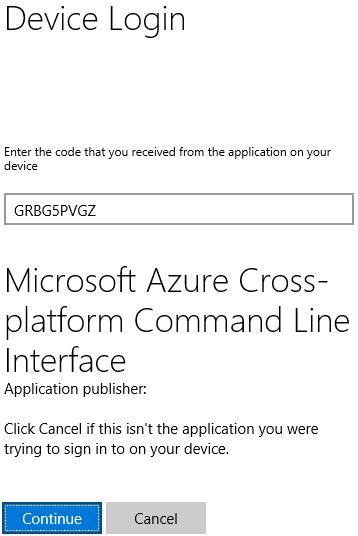 Device Login
Enter the code that you received from the application on your
device
GRBG5PVGZ
Microsoft Azure Cross-
platform Command Line
Interface
Application publisher:
Click Cancel if this isn't the application you were
trying to sign in to on your device.
Continue Cancel